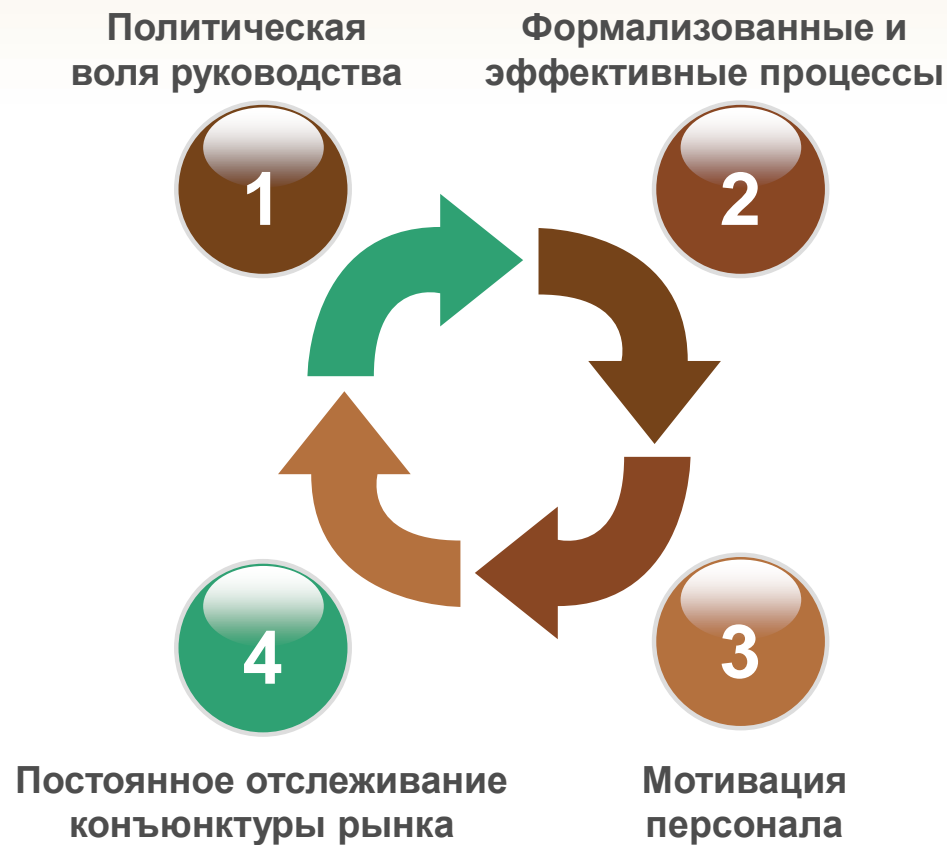 Политическая
воля руководства
Формализованные и
эффективные процессы
1
2
4
3
Постоянное отслеживание
конъюнктуры рынка
Мотивация
персонала